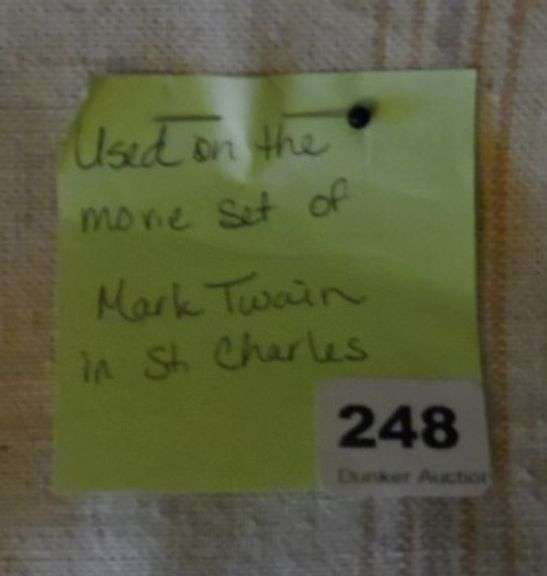 Used on the
movie set of
Mark Twain
in St. Charles
248
Dunker Auction